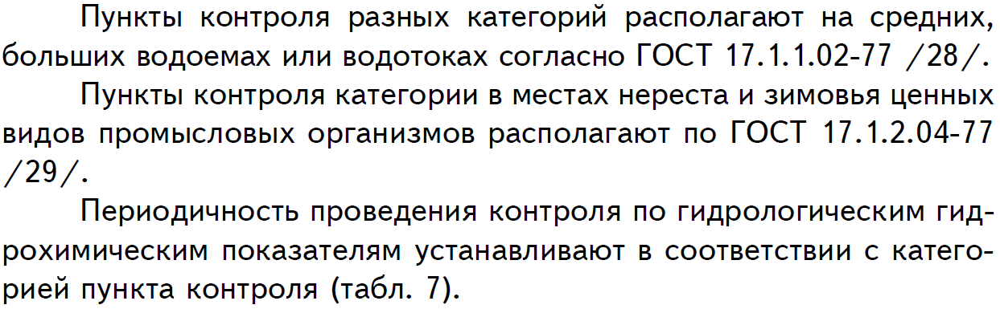 Пункты контроля разных категорий располагают на средних,
больших водоемах или водотоках согласно ГОСТ 17.1.1.02-77 /28/.
Пункты контроля категории в местах нереста и зимовья ценных
видов промысловых организмов располагают по ГОСТ 17.1.2.04-77
/29/.
Периодичность проведения контроля по гидрологическим гид-
рохимическим показателям устанавливают в соответствии с катего-
рией пункта контроля (табл. 7).